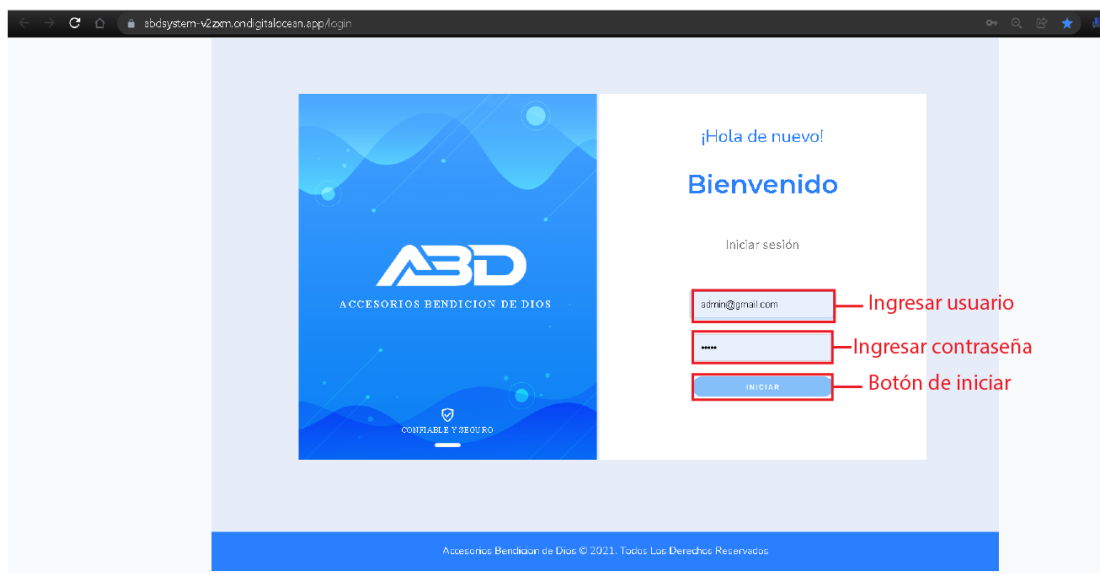 abdsystem-v2zxm.ondigitalocean.app/login
¡Hola de nuevo!
Bienvenido
Iniciar sesión
ABD
ACCESORIOS BENDICION DE DIOS
admin@gmail.com
Ingresar usuario
•••••
Ingresar contraseña
INICIAR
Botón de iniciar
CONFIABLE Y SEGURO
Accesorios Bendicion de Dios © 2021. Todos Los Derechos Reservados